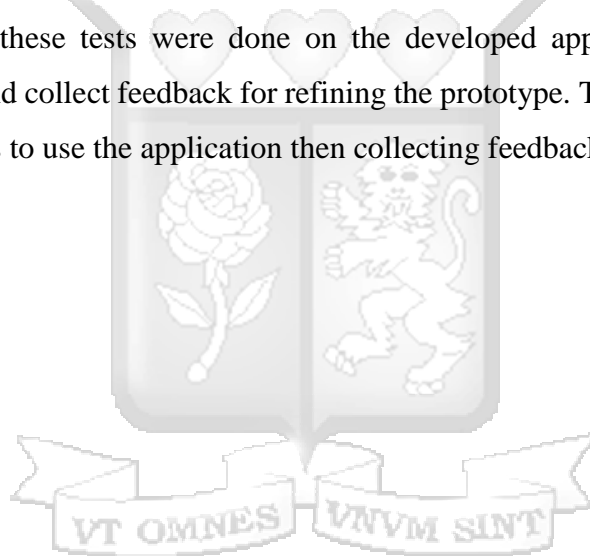 these tests were done on the developed app
d collect feedback for refining the prototype. T
to use the application then collecting feedback
VT OMNES VNVM SINT